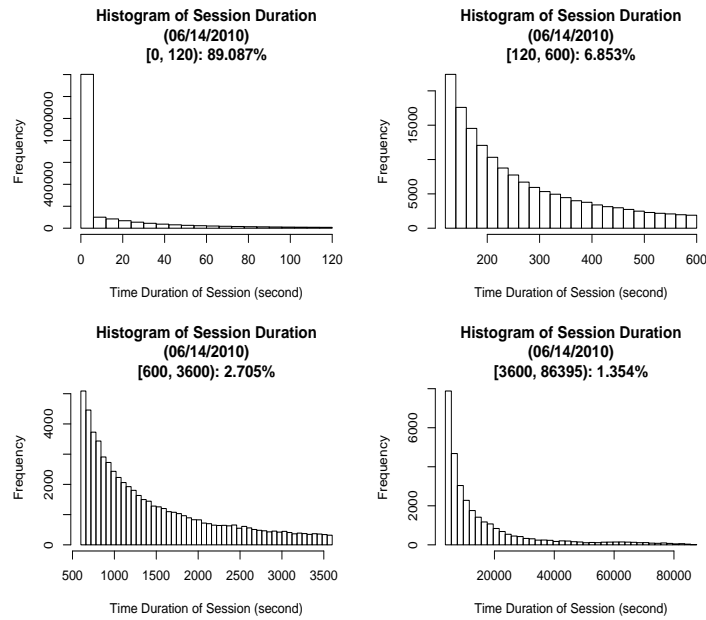 Histogram of Session Duration
(06/14/2010)
[0, 120): 89.087%
Frequency
0
400000
1000000
0 20 40 60 80 100 120
Time Duration of Session (second)
Histogram of Session Duration
(06/14/2010)
[120, 600): 6.853%
Frequency
0
5000
15000
200 300 400 500 600
Time Duration of Session (second)
Histogram of Session Duration
(06/14/2010)
[600, 3600): 2.705%
Frequency
0
2000
4000
500 1000 1500 2000 2500 3000 3500
Time Duration of Session (second)
Histogram of Session Duration
(06/14/2010)
[3600, 86395): 1.354%
Frequency
0
2000
6000
20000 40000 60000 80000
Time Duration of Session (second)